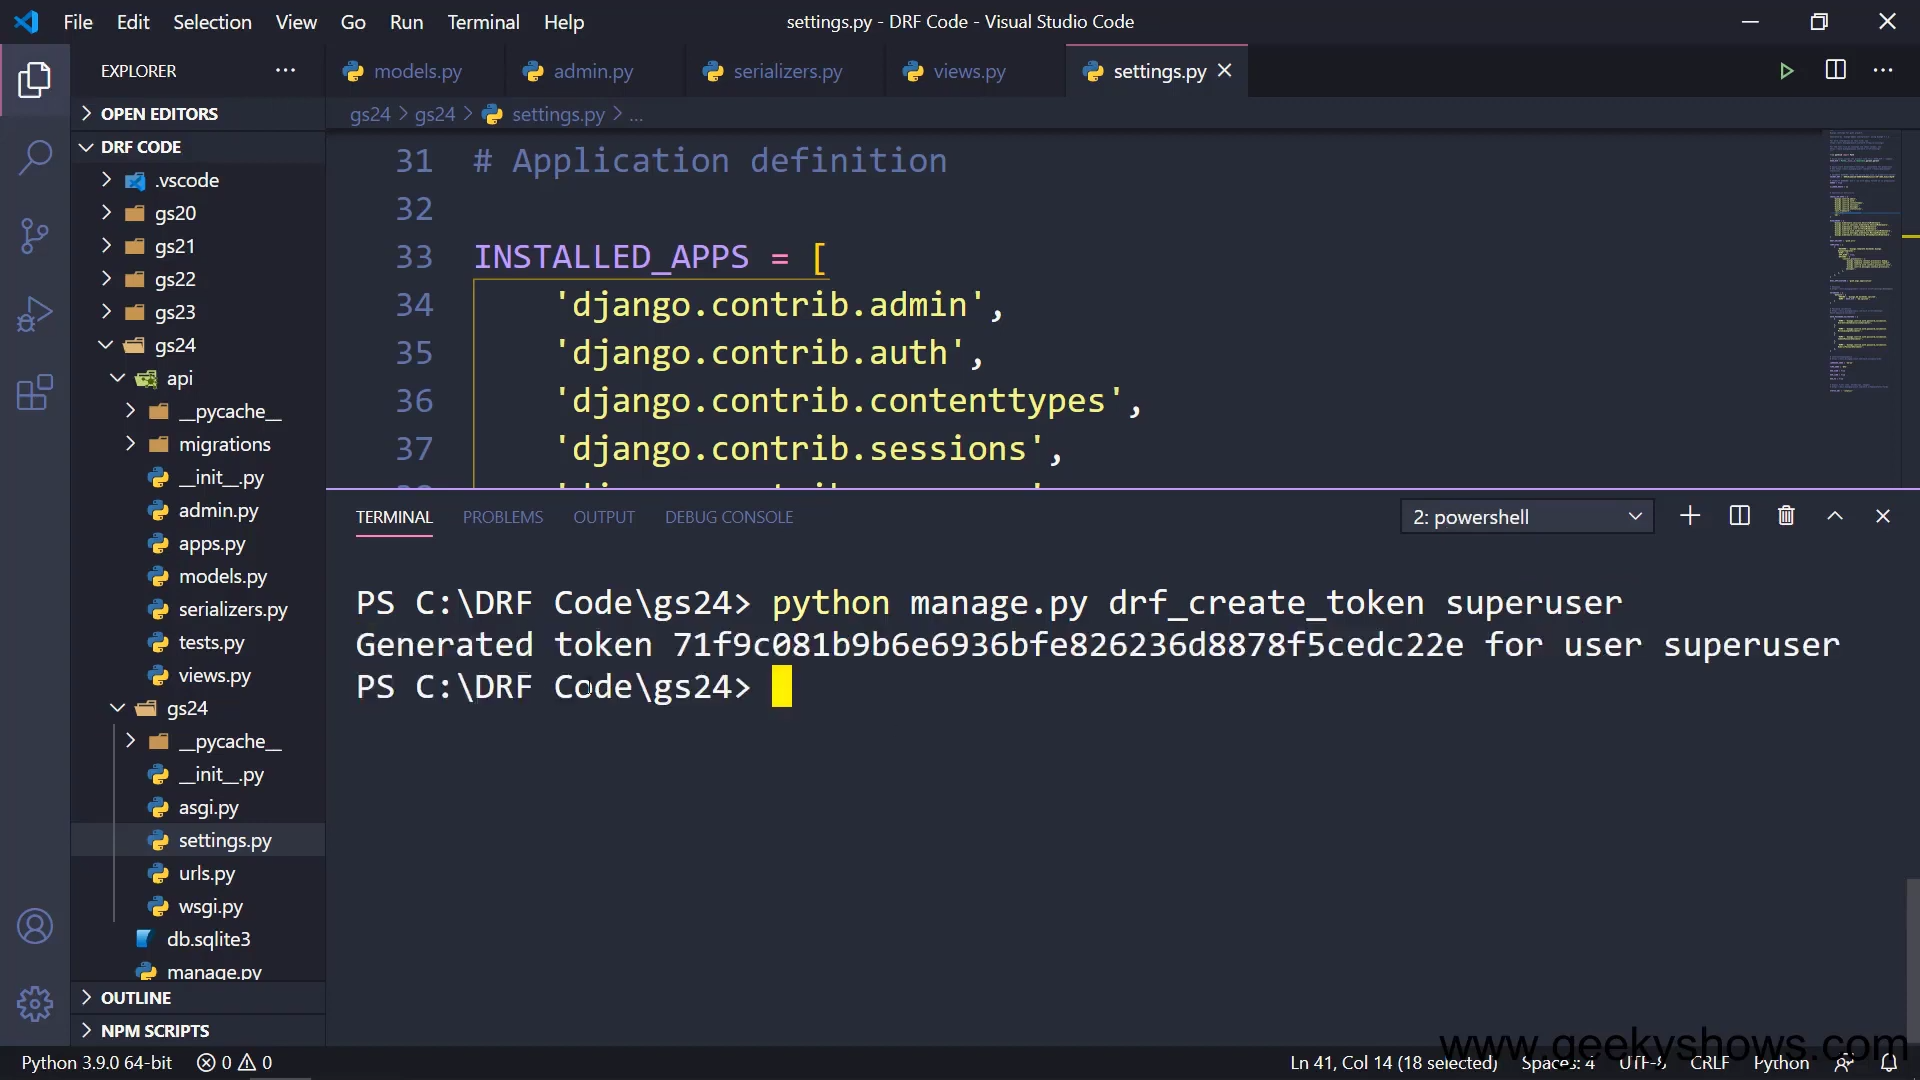 File Edit Selection View Go Run Terminal Help
settings.py - DRF Code - Visual Studio Code
EXPLORER
OPEN EDITORS
DRF CODE
.vscode
gs20
gs21
gs22
gs23
gs24
api
__pycache__
migrations
__init__.py
admin.py
apps.py
models.py
serializers.py
tests.py
views.py
gs24
__pycache__
__init__.py
asgi.py
settings.py
urls.py
wsgi.py
db.sqlite3
manage.py
OUTLINE
NPM SCRIPTS
models.py admin.py serializers.py views.py settings.py
gs24 > gs24 > settings.py > ...
31 # Application definition
32
33 INSTALLED_APPS = [
34 'django.contrib.admin',
35 'django.contrib.auth',
36 'django.contrib.contenttypes',
37 'django.contrib.sessions',
TERMINAL PROBLEMS OUTPUT DEBUG CONSOLE 2: powershell
PS C:\DRF Code\gs24> python manage.py drf_create_token superuser
Generated token 71f9c081b9b6e6936bfe826236d8878f5cedc22e for user superuser
PS C:\DRF Code\gs24>
www.geekyshows.com
Python 3.9.0 64-bit 0 0 Ln 41, Col 14 (18 selected) Spaces: 4 UTF-8 CRLF Python